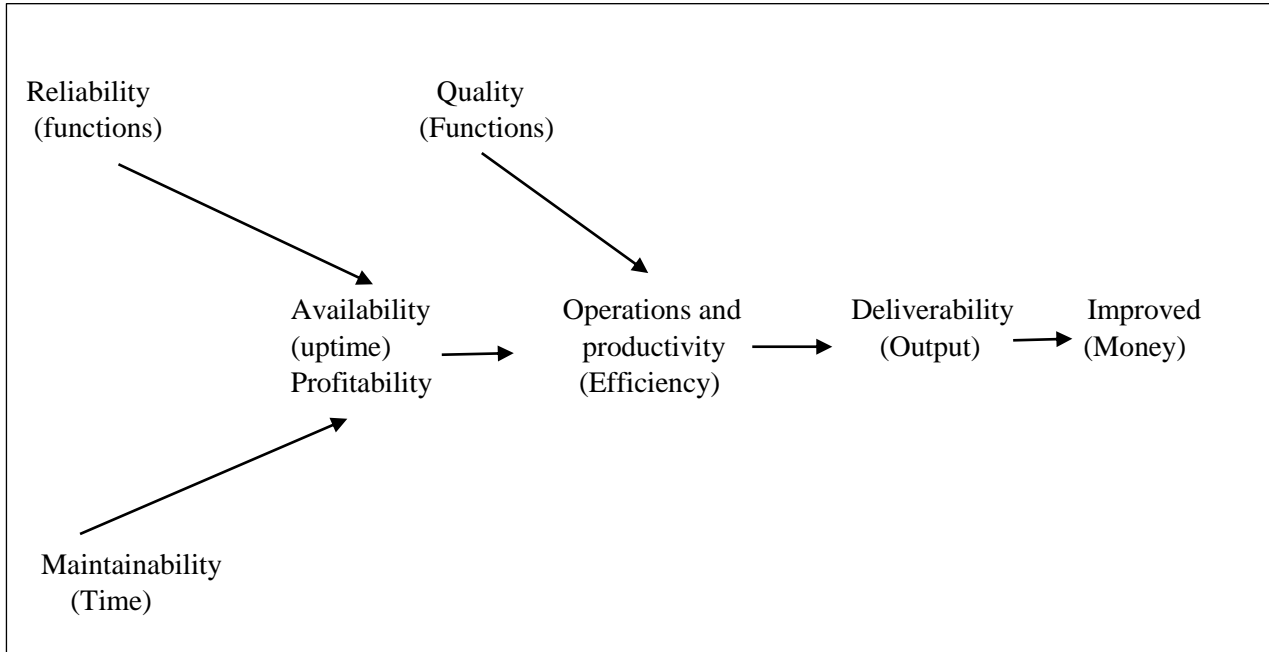 Reliability
(functions)
Quality
(Functions)
Availability
(uptime)
Profitability
Operations and
productivity
(Efficiency)
Deliverability
(Output)
Improved
(Money)
Maintainability
(Time)